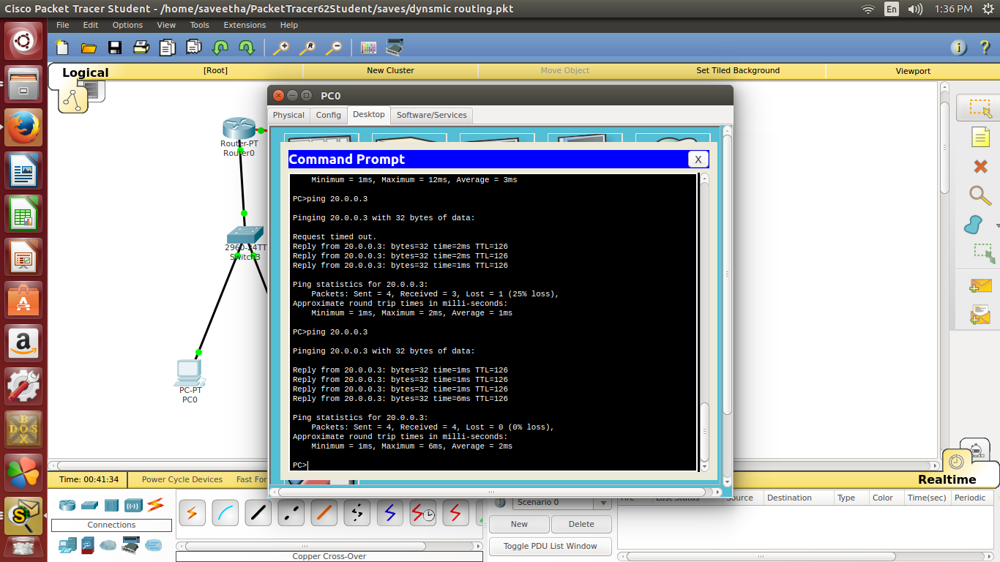 Cisco Packet Tracer Student - /home/saveetha/PacketTracer62Student/saves/dynsmic routing.pkt
En
1:36 PM
File Edit Options View Tools Extensions Help
Logical
[Root]
New Cluster
Move Object
Set Tiled Background
Viewport
PC0
Physical Config Desktop Software/Services
Router-PT
Router0
2960-24TT
Switch3
PC-PT
PC0
Command Prompt
X
Minimum = 1ms, Maximum = 12ms, Average = 3ms
PC>ping 20.0.0.3
Pinging 20.0.0.3 with 32 bytes of data:
Request timed out.
Reply from 20.0.0.3: bytes=32 time=2ms TTL=126
Reply from 20.0.0.3: bytes=32 time=2ms TTL=126
Reply from 20.0.0.3: bytes=32 time=1ms TTL=126
Ping statistics for 20.0.0.3:
Packets: Sent = 4, Received = 3, Lost = 1 (25% loss),
Approximate round trip times in milli-seconds:
Minimum = 1ms, Maximum = 2ms, Average = 1ms
PC>ping 20.0.0.3
Pinging 20.0.0.3 with 32 bytes of data:
Reply from 20.0.0.3: bytes=32 time=1ms TTL=126
Reply from 20.0.0.3: bytes=32 time=1ms TTL=126
Reply from 20.0.0.3: bytes=32 time=1ms TTL=126
Reply from 20.0.0.3: bytes=32 time=6ms TTL=126
Ping statistics for 20.0.0.3:
Packets: Sent = 4, Received = 4, Lost = 0 (0% loss),
Approximate round trip times in milli-seconds:
Minimum = 1ms, Maximum = 6ms, Average = 2ms
PC>
Time: 00:41:34
Power Cycle Devices Fast For
Realtime
Connections
Copper Cross-Over
Scenario 0
New
Delete
Toggle PDU List Window
Fire Last Status Source Destination Type Color Time(sec) Periodic